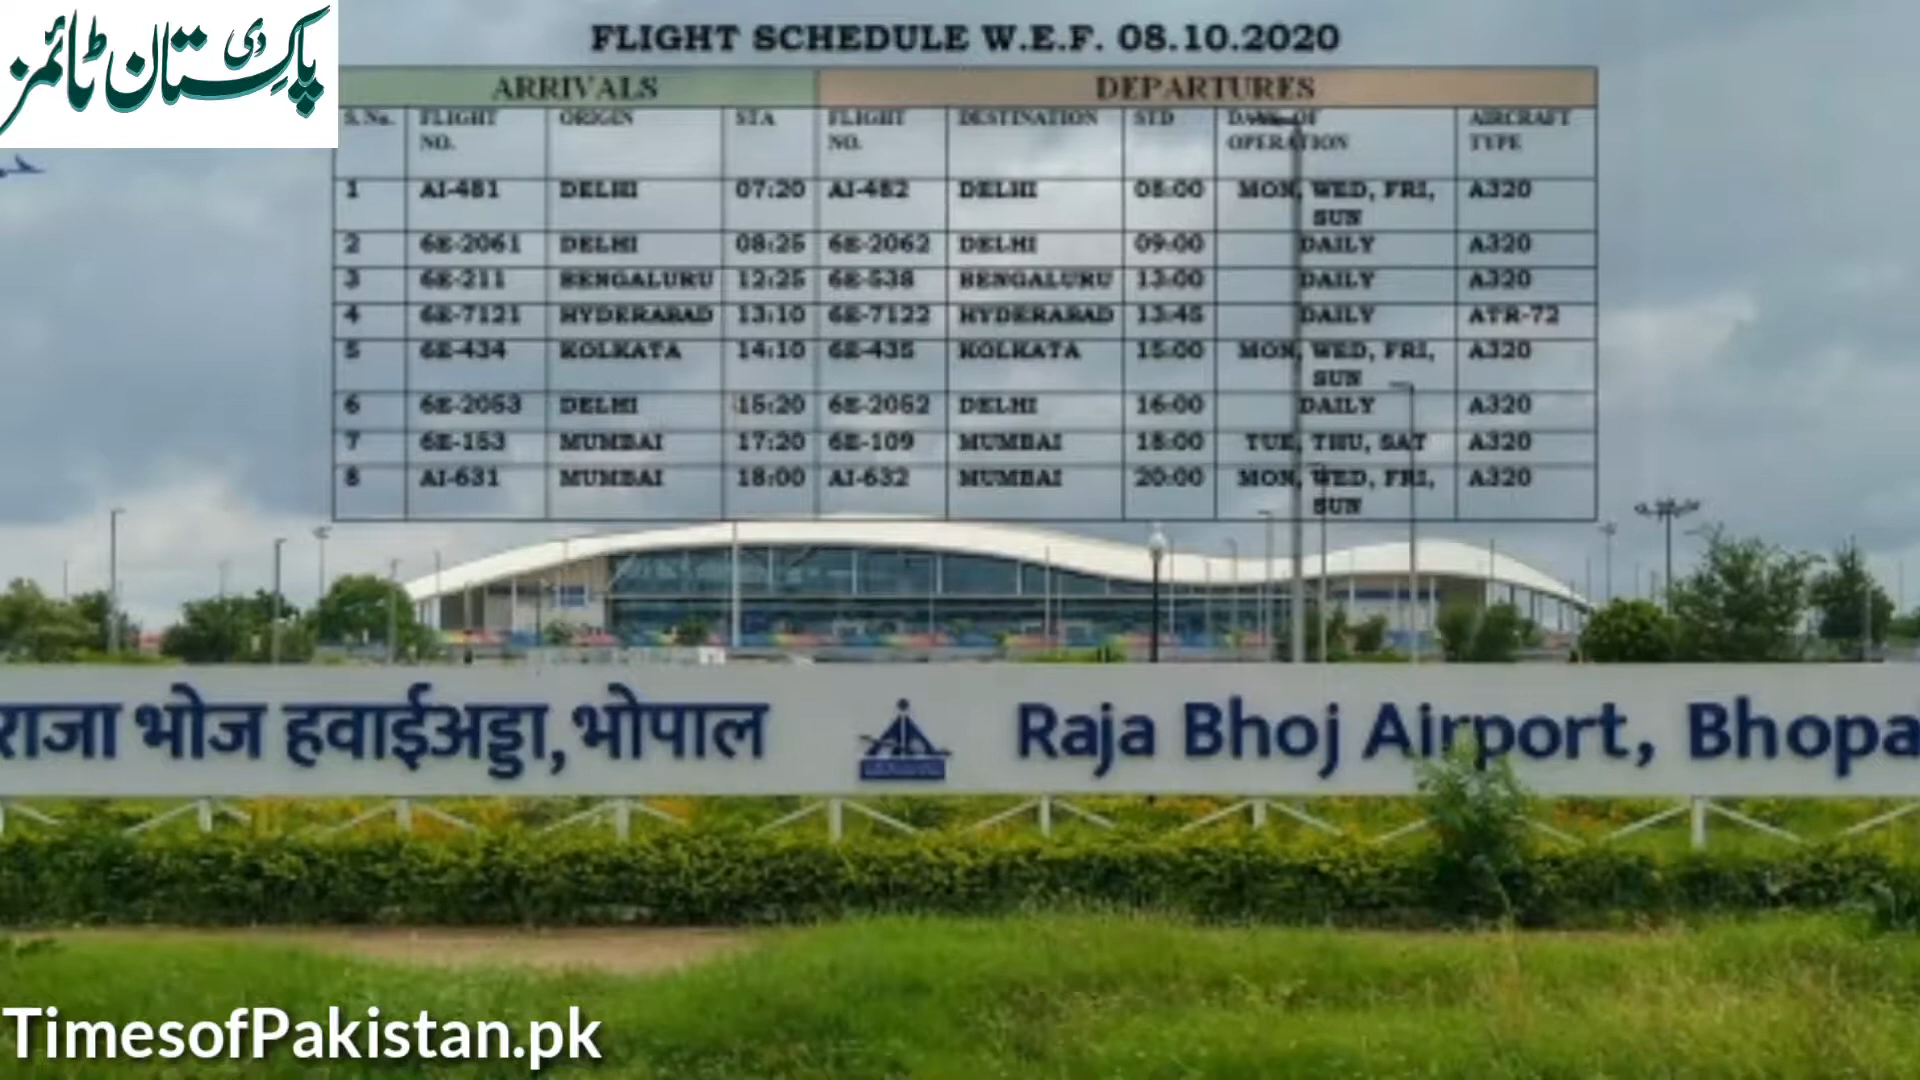 دی پاکستان ٹائمز
FLIGHT SCHEDULE W.E.F. 08.10.2020
ARRIVALS DEPARTURES
S.No. FLIGHT NO. ORIGIN STA FLIGHT NO. DESTINATION STD DAYS OF OPERATION AIRCRAFT TYPE
1 AI-481 DELHI 07:20 AI-482 DELHI 08:00 MON, WED, FRI, SUN A320
2 6E-2061 DELHI 08:25 6E-2062 DELHI 09:00 DAILY A320
3 6E-211 BENGALURU 12:25 6E-538 BENGALURU 13:00 DAILY A320
4 6E-7121 HYDERABAD 13:10 6E-7122 HYDERABAD 13:45 DAILY ATR-72
5 6E-434 KOLKATA 14:10 6E-435 KOLKATA 15:00 MON, WED, FRI, SUN A320
6 6E-2053 DELHI 15:20 6E-2052 DELHI 16:00 DAILY A320
7 6E-153 MUMBAI 17:20 6E-109 MUMBAI 18:00 TUE, THU, SAT A320
8 AI-631 MUMBAI 18:00 AI-632 MUMBAI 20:00 MON, WED, FRI, SUN A320
राजा भोज हवाईअड्डा, भोपाल Raja Bhoj Airport, Bhopa
TimesofPakistan.pk